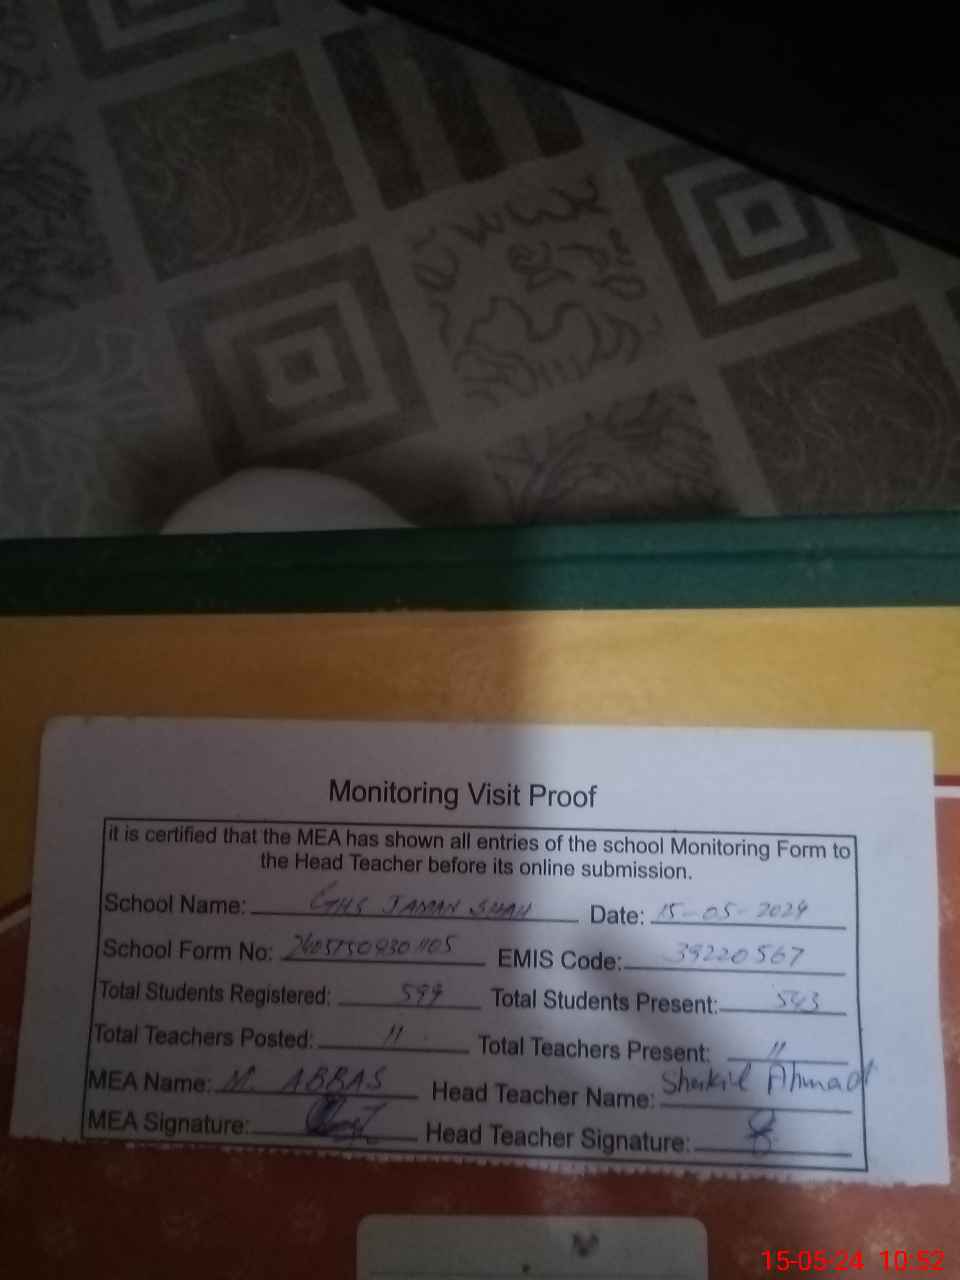 Monitoring Visit Proof
it is certified that the MEA has shown all entries of the school Monitoring Form to
the Head Teacher before its online submission.
School Name: GHS JAMAN SHAH Date: 15-05-2024
School Form No: EMIS Code: 39220567
Total Students Registered: 599 Total Students Present: 543
Total Teachers Posted: 11 Total Teachers Present: 11
MEA Name: M. ABBAS Head Teacher Name: Shakil Ahmad
MEA Signature: Head Teacher Signature:
15-05-24 10:52